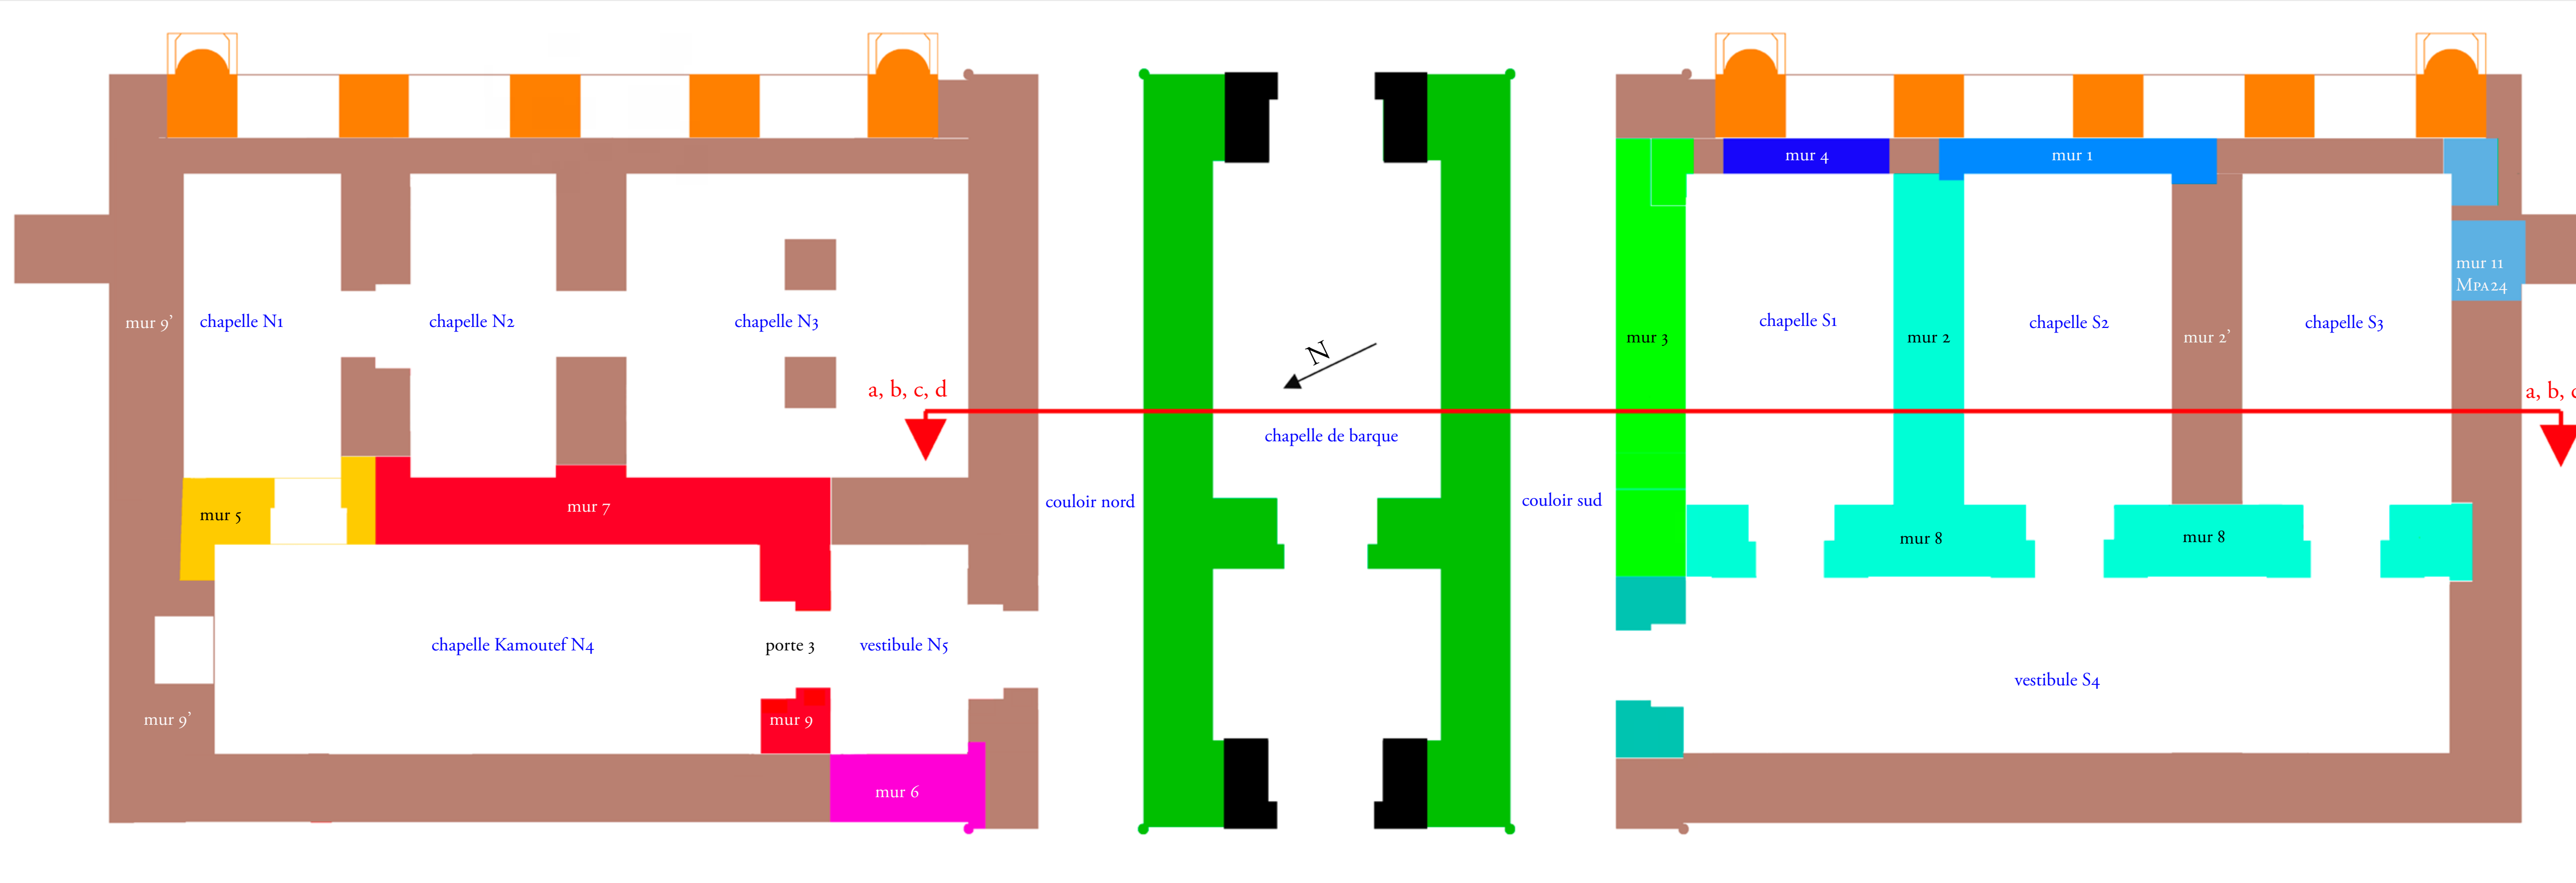 mur 4
mur 1
mur 11
MPA24
mur 9’
chapelle N1
chapelle N2
chapelle N3
N
mur 3
chapelle S1
mur 2
chapelle S2
mur 2’
chapelle S3
a, b, c, d
a, b, c
chapelle de barque
mur 5
mur 7
couloir nord
couloir sud
mur 8
mur 8
chapelle Kamoutef N4
porte 3
vestibule N5
vestibule S4
mur 9’
mur 9
mur 6